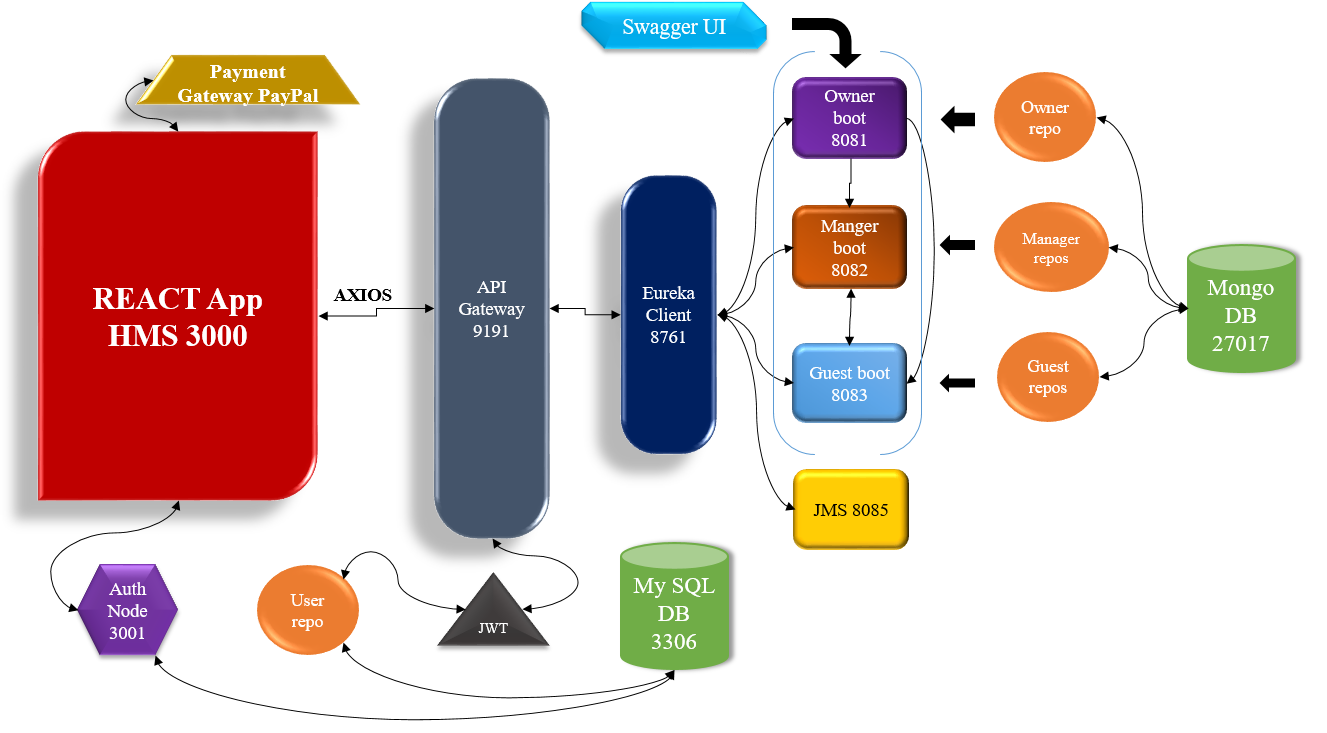 Swagger UI
Payment
Gateway PayPal
REACT App
HMS 3000
AXIOS
API
Gateway
9191
Eureka
Client
8761
Owner
boot
8081
Manger
boot
8082
Guest boot
8083
JMS 8085
Owner
repo
Manager
repos
Guest
repos
Mongo
DB
27017
Auth
Node
3001
User
repo
JWT
My SQL
DB
3306